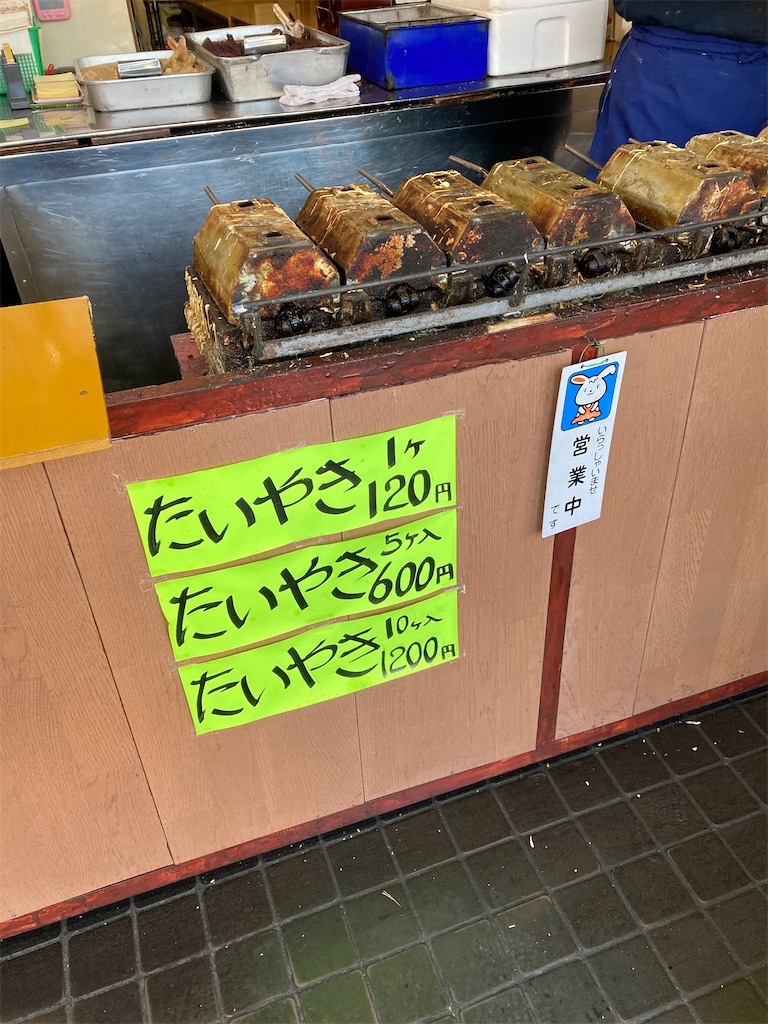 たいやき 1ヶ 120円
たいやき 5ヶ入 600円
たいやき 10ヶ入 1200円
いらっしゃいませ
営業中
です